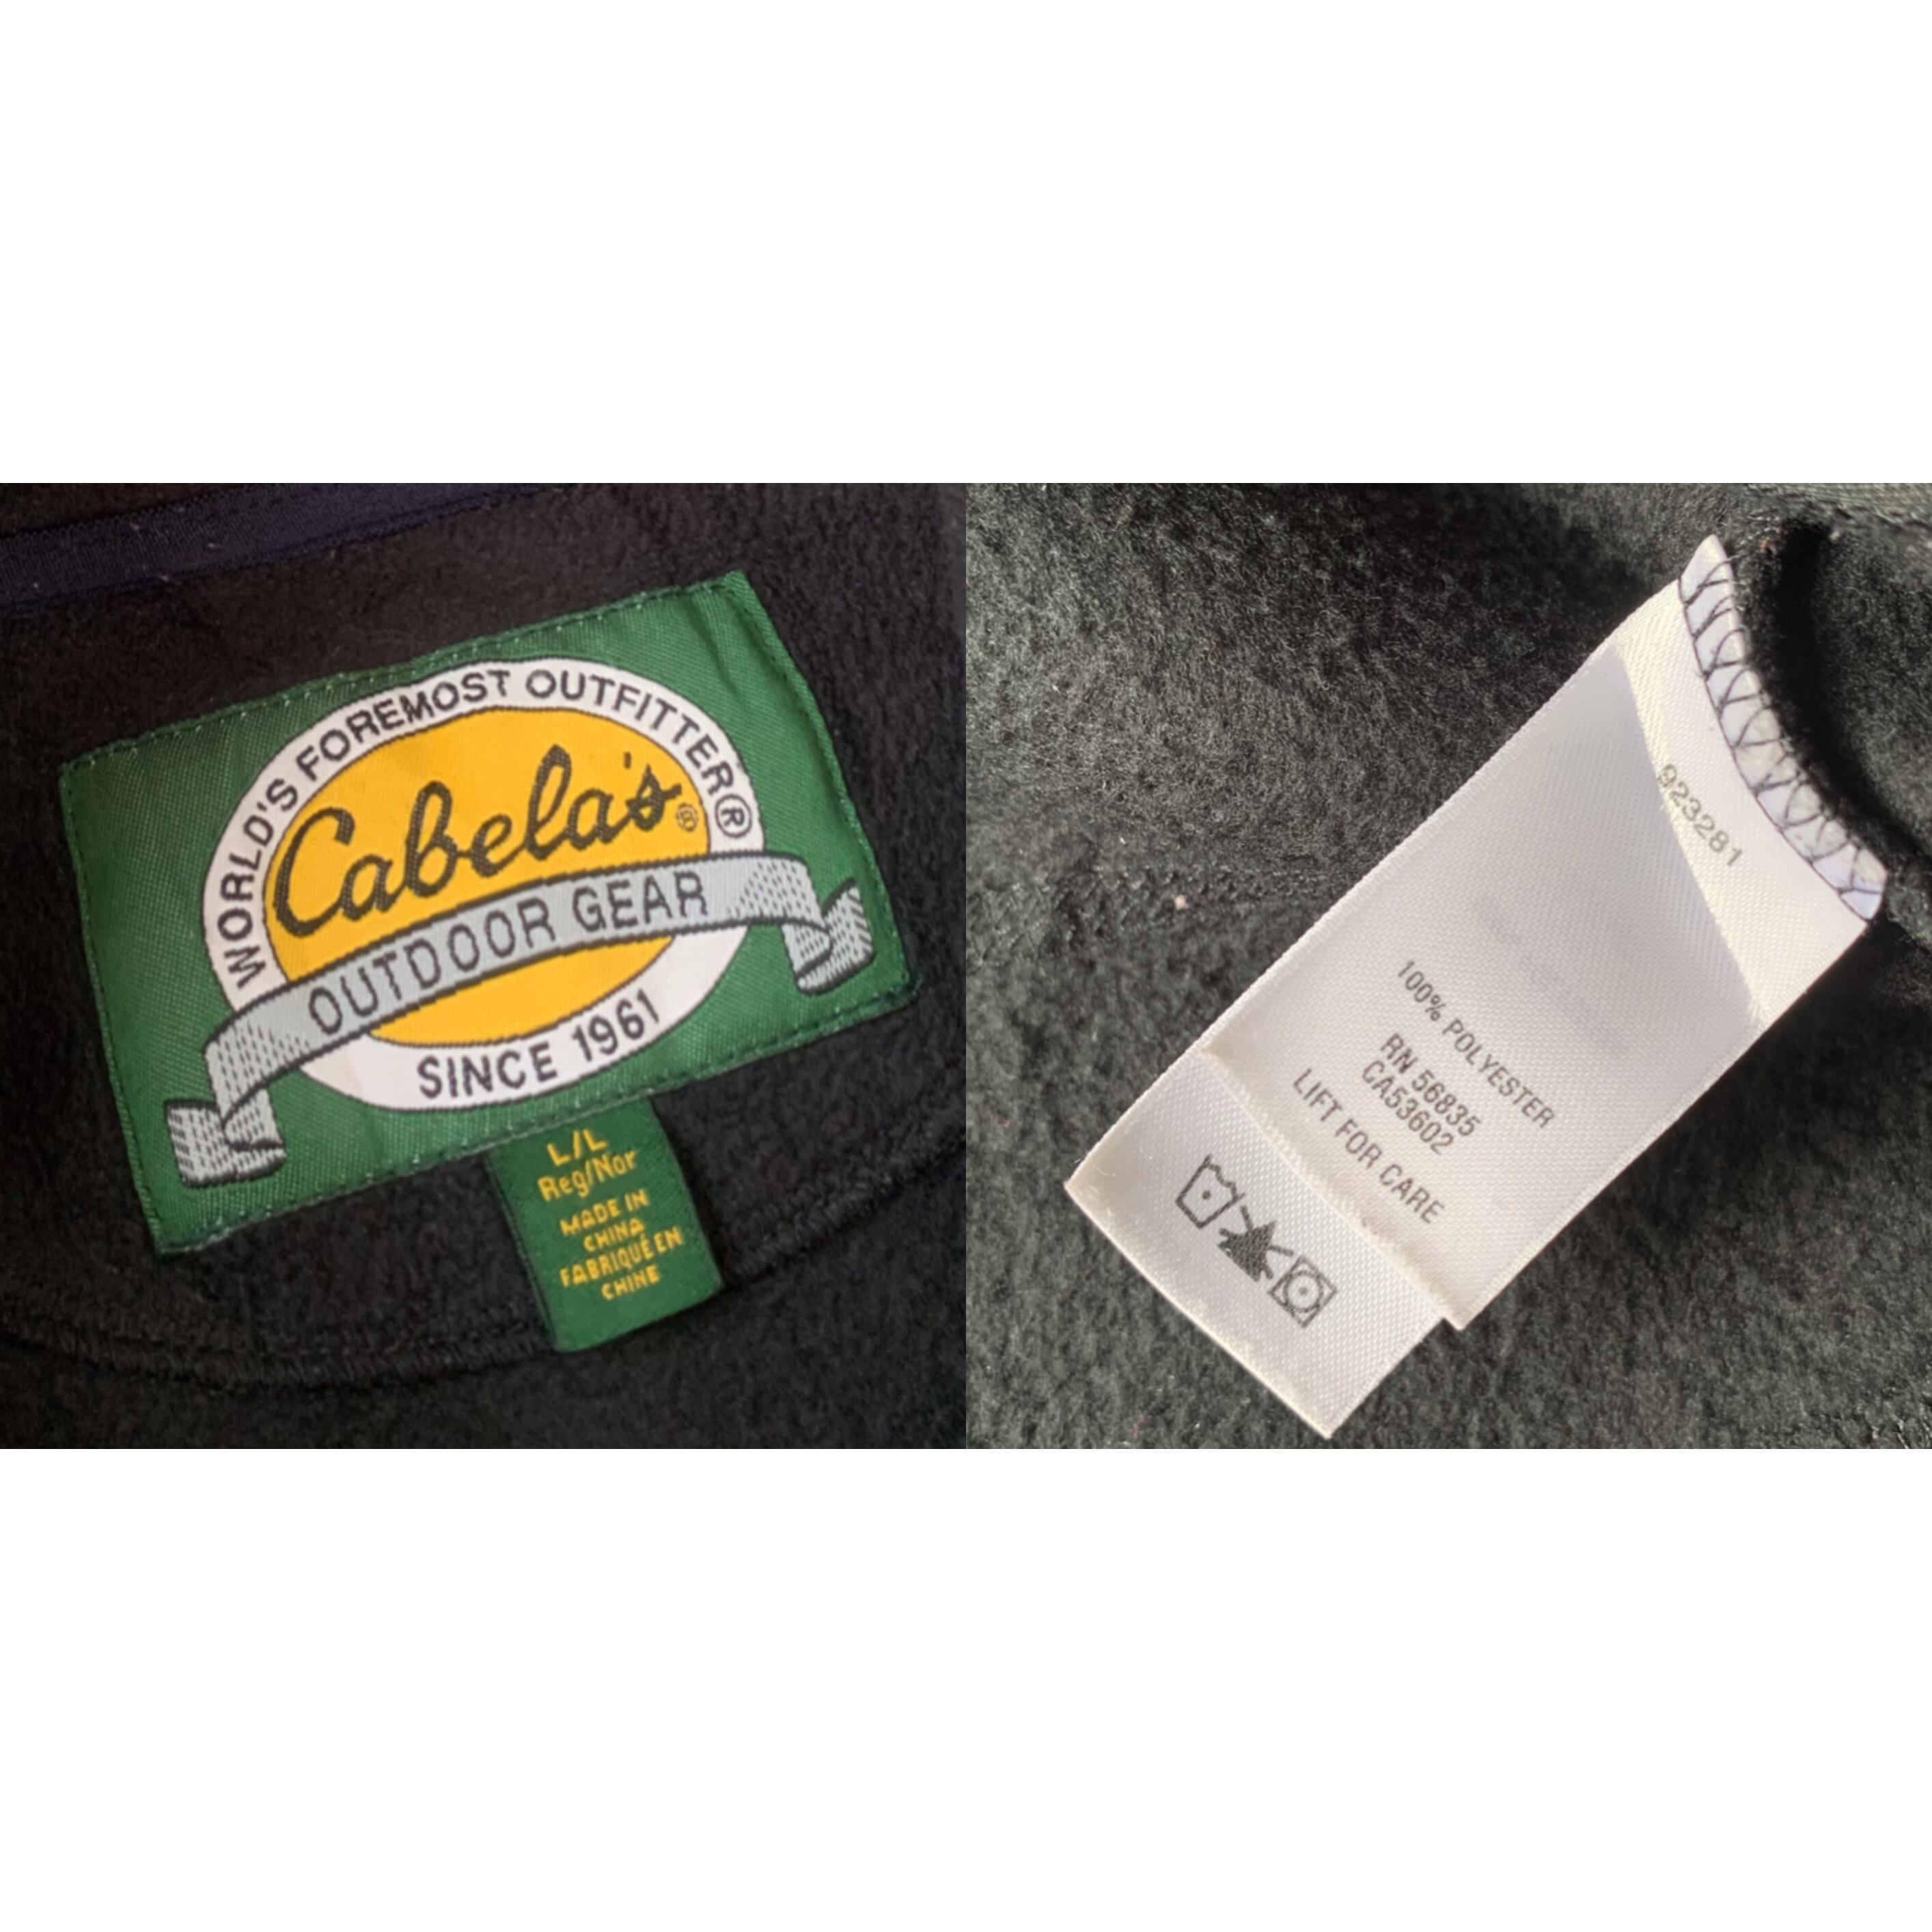 WORLD'S FOREMOST OUTFITTER®
Cabela's®
OUTDOOR GEAR
SINCE 1961
L/L
Reg/Nor
MADE IN
CHINA
FABRIQUÉ EN
CHINE
923281
100% POLYESTER
RN 56835
CA53602
LIFT FOR CARE